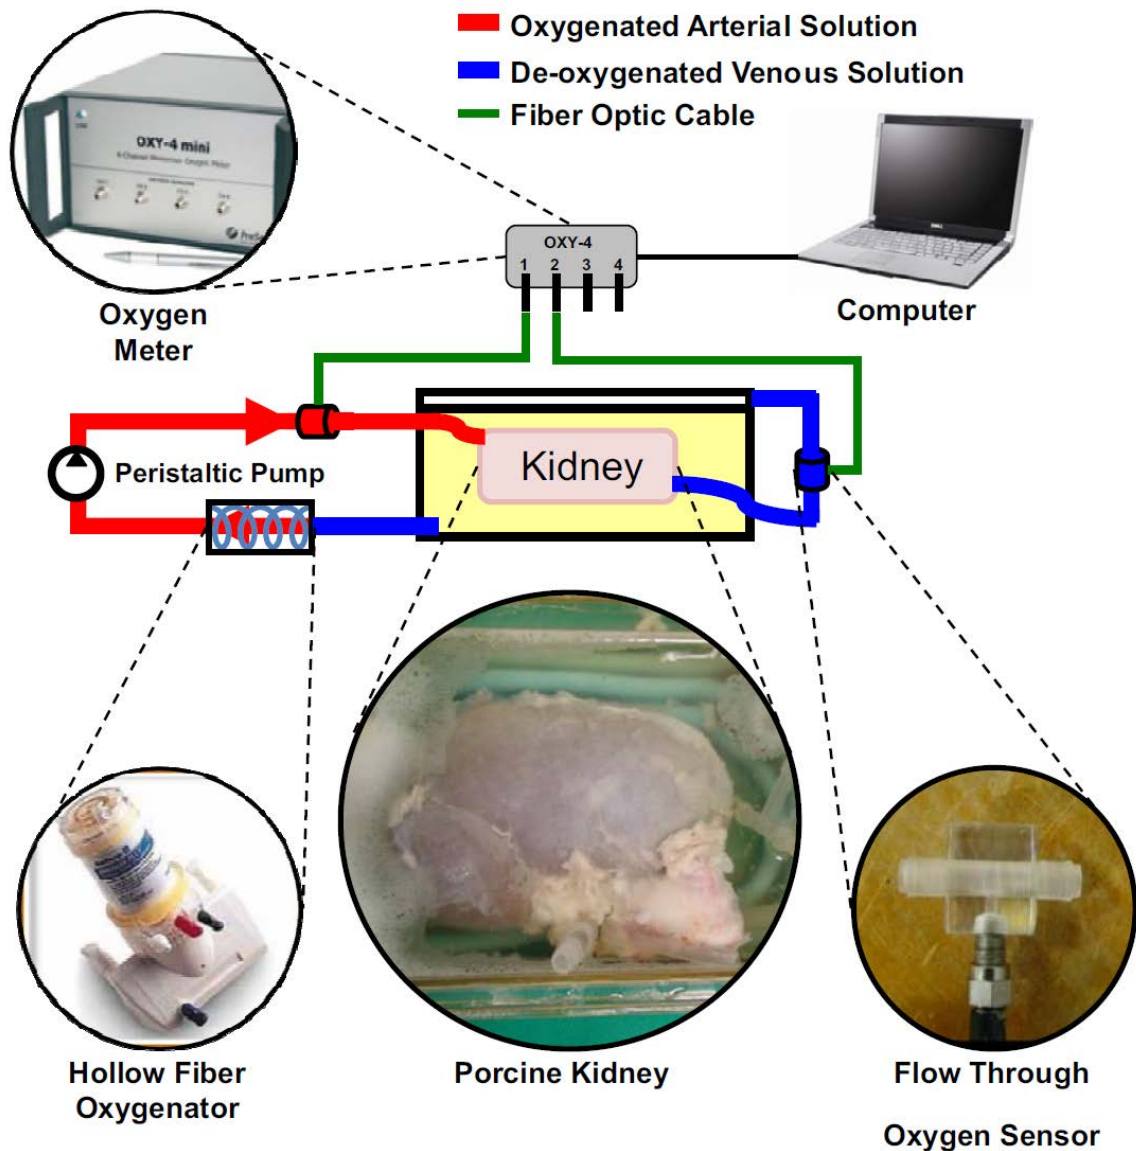 Oxygenated Arterial Solution
De-oxygenated Venous Solution
Fiber Optic Cable
OXY-4 mini
OXY-4
1 2 3 4
Oxygen
Meter
Computer
DELL
Peristaltic Pump
Kidney
Hollow Fiber
Oxygenator
Porcine Kidney
Flow Through
Oxygen Sensor